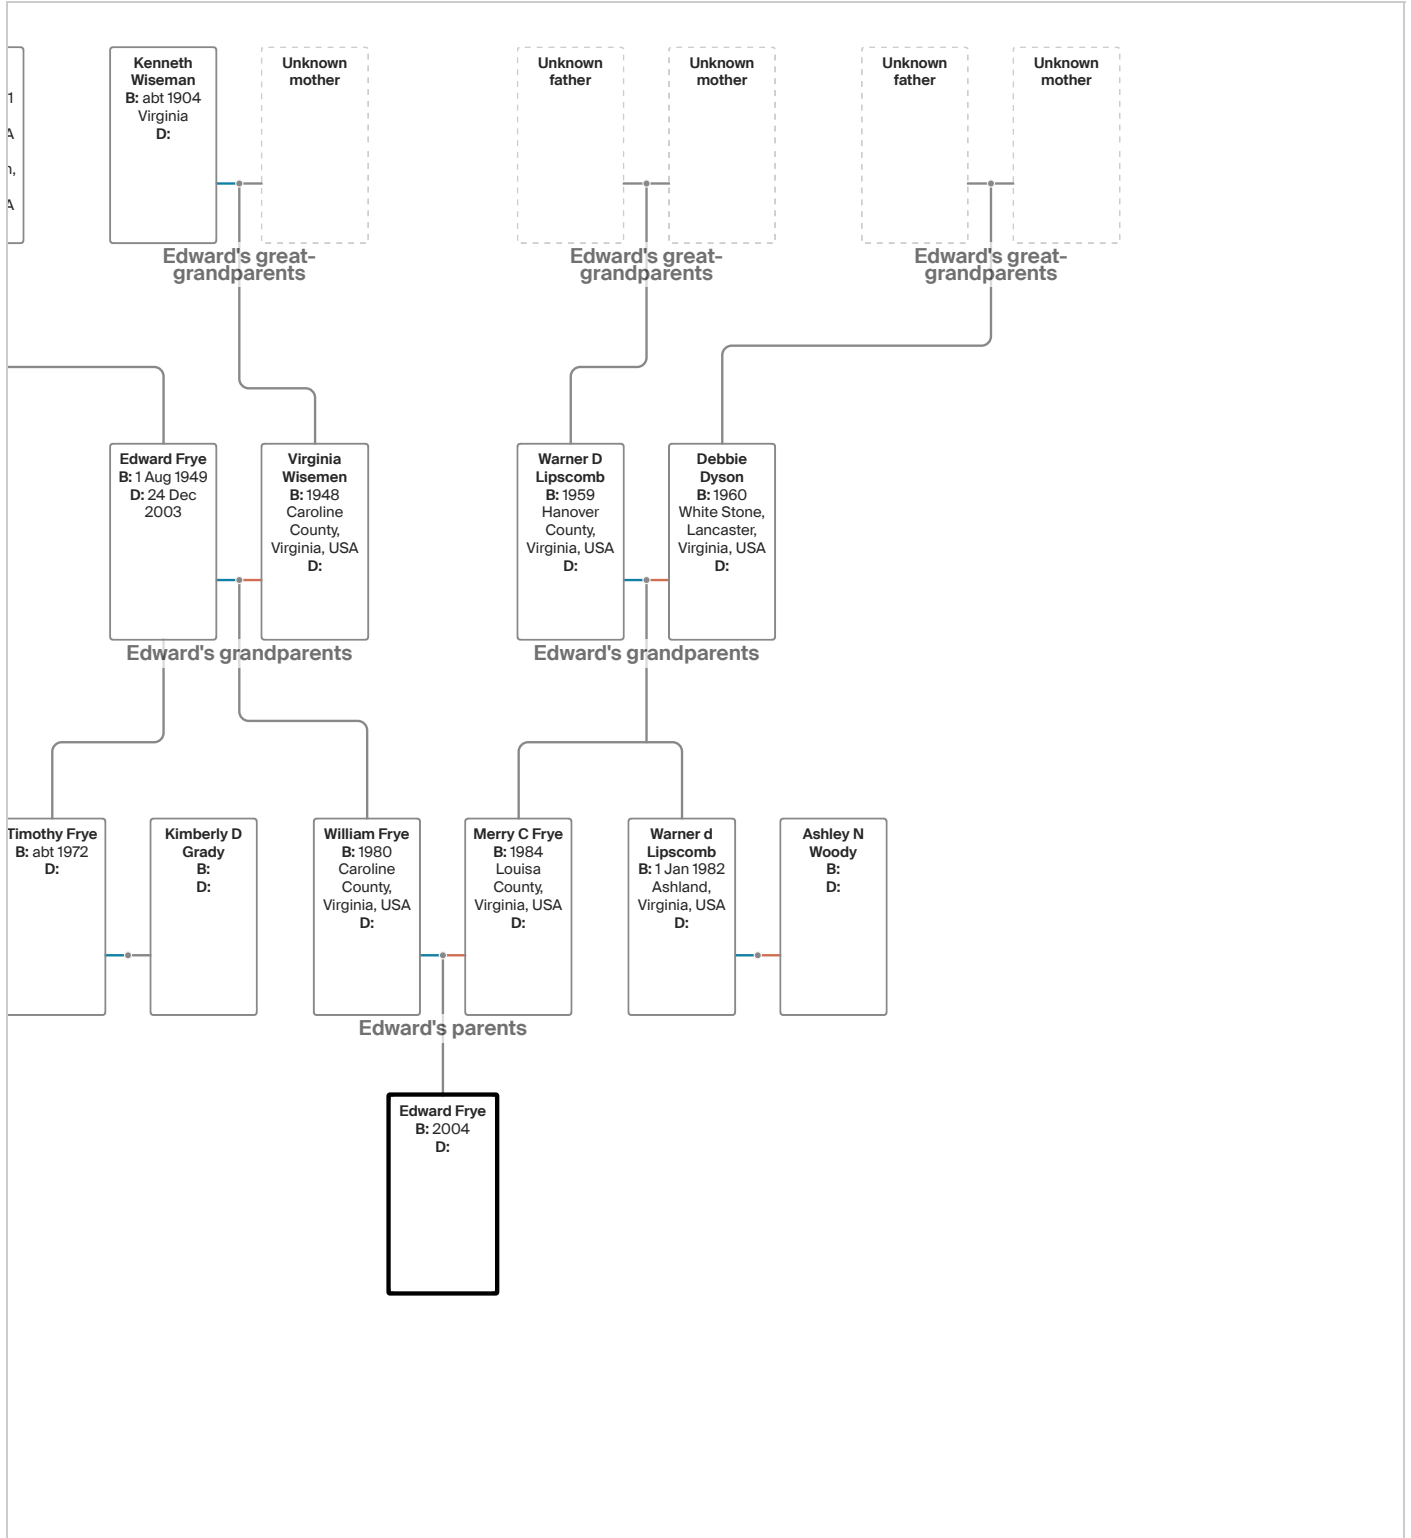 1
A
n,
A
Kenneth
Wiseman
B: abt 1904
Virginia
D:
Unknown
mother
Unknown
father
Unknown
mother
Unknown
father
Unknown
mother
Edward's great-
grandparents
Edward's great-
grandparents
Edward's great-
grandparents
Edward Frye
B: 1 Aug 1949
D: 24 Dec
2003
Virginia
Wisemen
B: 1948
Caroline
County,
Virginia, USA
D:
Warner D
Lipscomb
B: 1959
Hanover
County,
Virginia, USA
D:
Debbie
Dyson
B: 1960
White Stone,
Lancaster,
Virginia, USA
D:
Edward's grandparents
Edward's grandparents
Timothy Frye
B: abt 1972
D:
Kimberly D
Grady
B:
D:
William Frye
B: 1980
Caroline
County,
Virginia, USA
D:
Merry C Frye
B: 1984
Louisa
County,
Virginia, USA
D:
Warner d
Lipscomb
B: 1 Jan 1982
Ashland,
Virginia, USA
D:
Ashley N
Woody
B:
D:
Edward's parents
Edward Frye
B: 2004
D: